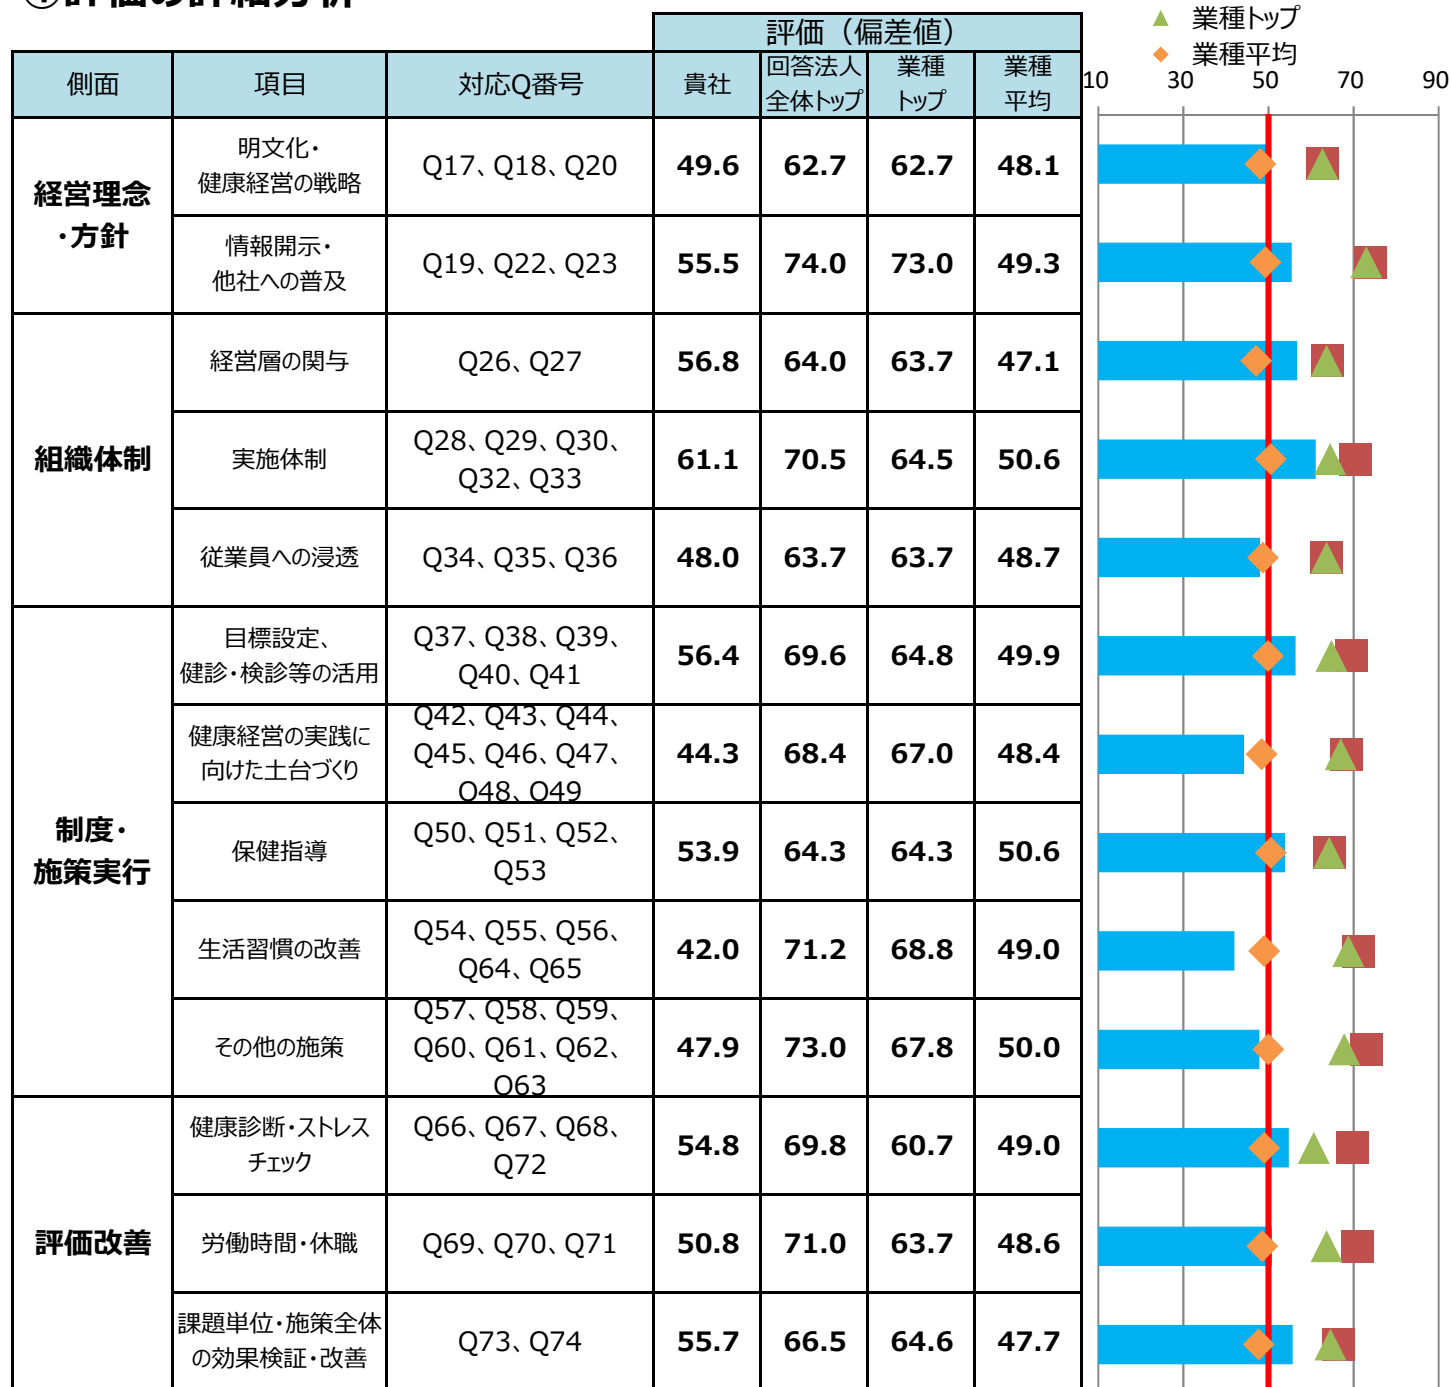 ①評価の詳細分析
業種トップ
業種平均
評価（偏差値）
側面 項目 対応Q番号 貴社 回答法人全体トップ 業種トップ 業種平均
10 30 50 70 90
経営理念・方針
明文化・健康経営の戦略 Q17、Q18、Q20 49.6 62.7 62.7 48.1
情報開示・他社への普及 Q19、Q22、Q23 55.5 74.0 73.0 49.3
組織体制
経営層の関与 Q26、Q27 56.8 64.0 63.7 47.1
実施体制 Q28、Q29、Q30、Q32、Q33 61.1 70.5 64.5 50.6
従業員への浸透 Q34、Q35、Q36 48.0 63.7 63.7 48.7
制度・施策実行
目標設定、健診・検診等の活用 Q37、Q38、Q39、Q40、Q41 56.4 69.6 64.8 49.9
健康経営の実践に向けた土台づくり Q42、Q43、Q44、Q45、Q46、Q47、Q48、Q49 44.3 68.4 67.0 48.4
保健指導 Q50、Q51、Q52、Q53 53.9 64.3 64.3 50.6
生活習慣の改善 Q54、Q55、Q56、Q64、Q65 42.0 71.2 68.8 49.0
その他の施策 Q57、Q58、Q59、Q60、Q61、Q62、Q63 47.9 73.0 67.8 50.0
評価改善
健康診断・ストレスチェック Q66、Q67、Q68、Q72 54.8 69.8 60.7 49.0
労働時間・休職 Q69、Q70、Q71 50.8 71.0 63.7 48.6
課題単位・施策全体の効果検証・改善 Q73、Q74 55.7 66.5 64.6 47.7